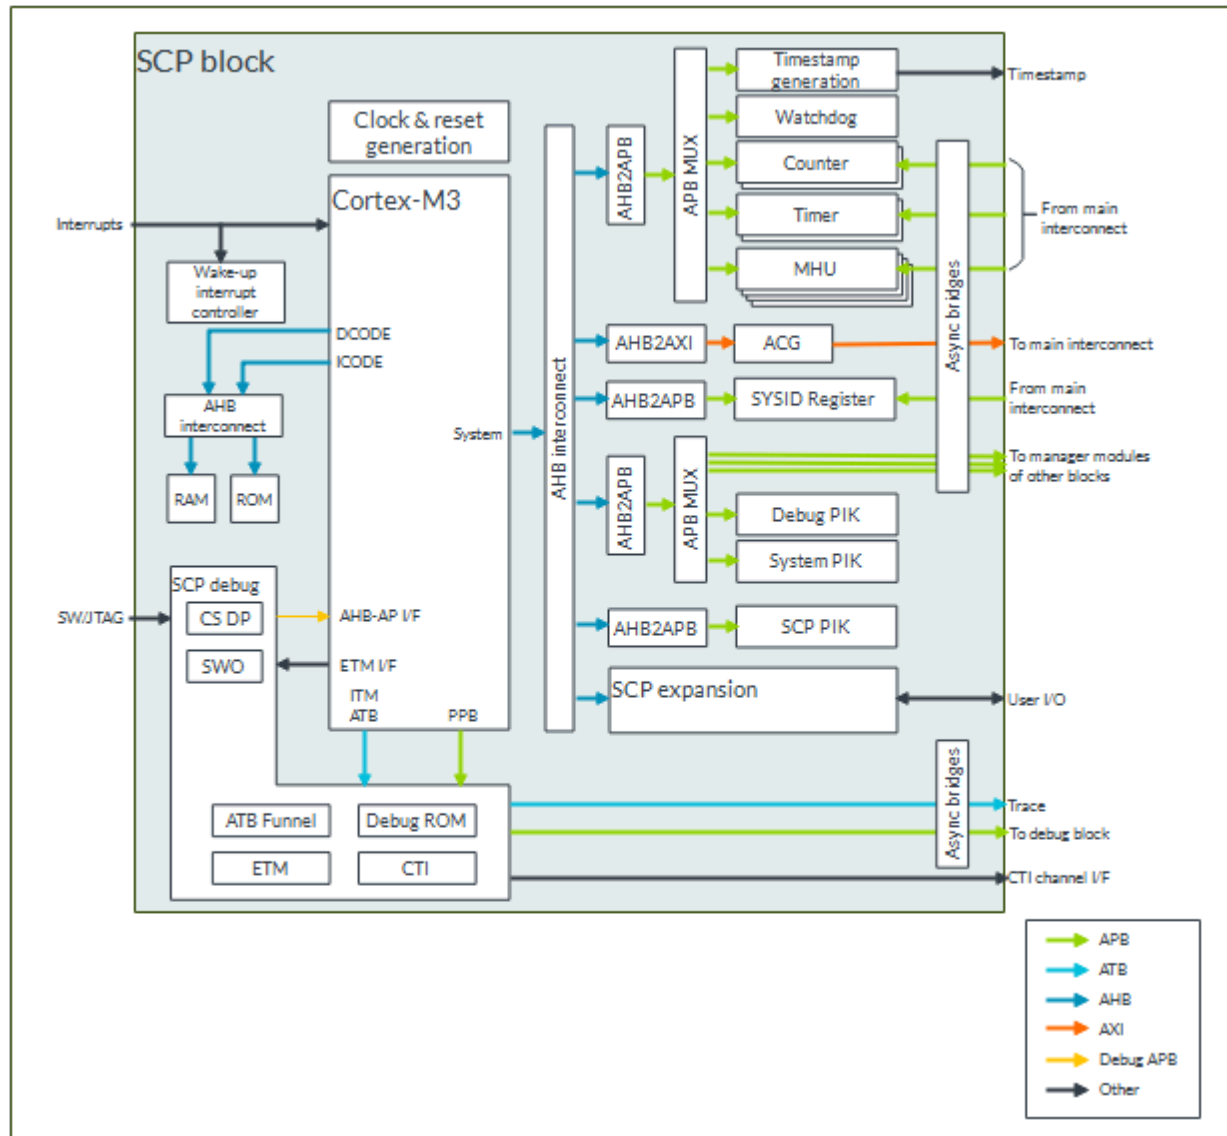 SCP block
Clock & reset
generation
Cortex-M3
Interrupts
Wake-up
interrupt
controller
DCODE
ICODE
AHB
interconnect
RAM
ROM
System
SCP debug
SW/JTAG
CS DP
AHB-AP I/F
SWO
ETM I/F
ITM
ATB
PPB
ATB Funnel
Debug ROM
ETM
CTI
AHB interconnect
AHB2APB
APB MUX
Timestamp
generation
Watchdog
Counter
Timer
MHU
AHB2AXI
ACG
AHB2APB
SYSID Register
AHB2APB
APB MUX
Debug PIK
System PIK
AHB2APB
SCP PIK
SCP expansion
Async bridges
Async bridges
Timestamp
From main
interconnect
To main interconnect
From main
interconnect
To manager modules
of other blocks
User I/O
Trace
To debug block
CTI channel I/F
APB
ATB
AHB
AXI
Debug APB
Other